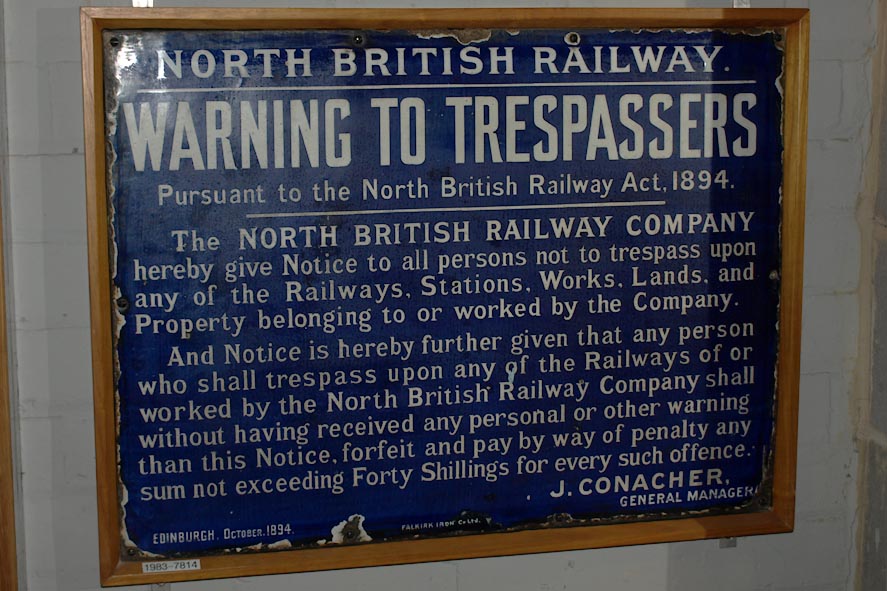 NORTH BRITISH RAILWAY.
WARNING TO TRESPASSERS
Pursuant to the North British Railway Act, 1894.
The NORTH BRITISH RAILWAY COMPANY
hereby give Notice to all persons not to trespass upon
any of the Railways, Stations, Works, Lands, and
Property belonging to or worked by the Company.
And Notice is hereby further given that any person
who shall trespass upon any of the Railways of or
worked by the North British Railway Company shall
without having received any personal or other warning
than this Notice, forfeit and pay by way of penalty any
sum not exceeding Forty Shillings for every such offence.
J. CONACHER,
GENERAL MANAGER
EDINBURGH, October, 1894.
FALKIRK IRON Co Ltd.
1983-7814